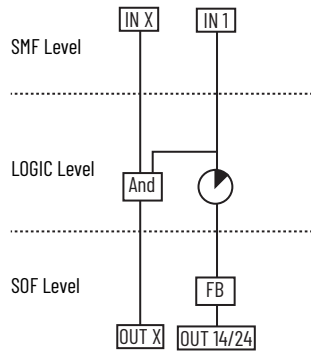 IN X IN 1
SMF Level
LOGIC Level
And
SOF Level
FB
OUT X OUT 14/24